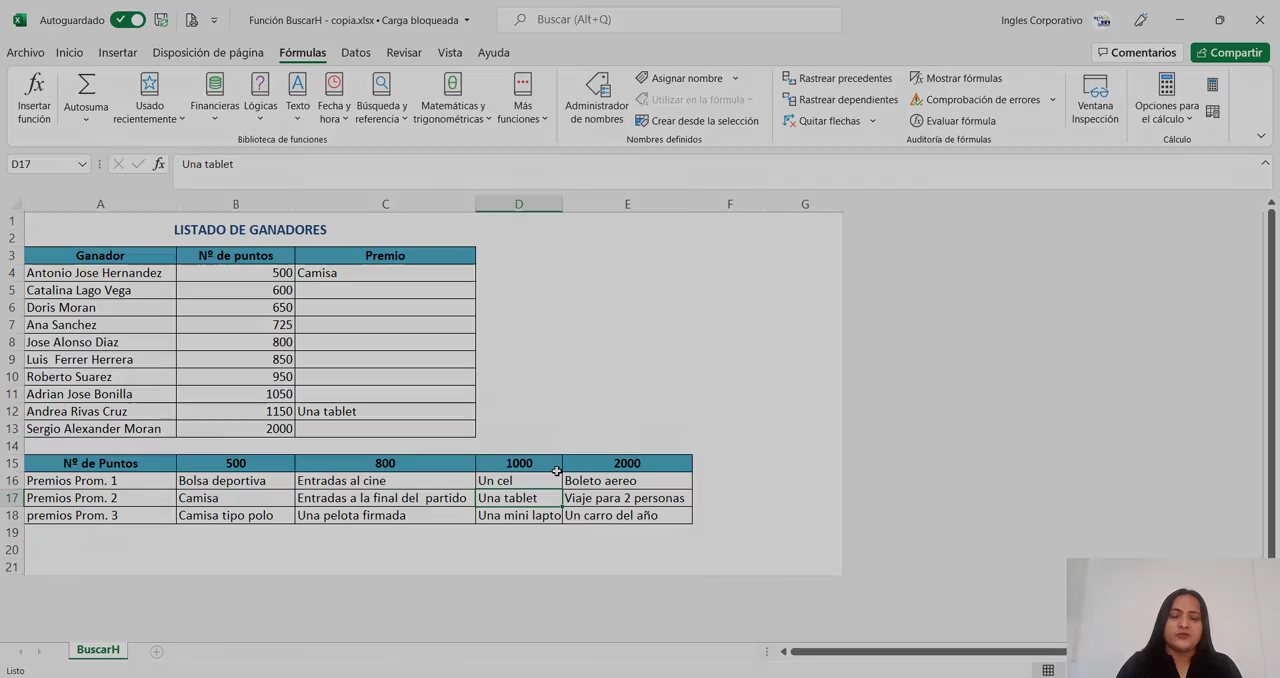 Autoguardado Función BuscarH - copia.xlsx • Carga bloqueada Buscar (Alt+Q) Ingles Corporativo
Archivo Inicio Insertar Disposición de página Fórmulas Datos Revisar Vista Ayuda Comentarios Compartir
Insertar función
Autosuma
Usado recientemente
Financieras
Lógicas
Texto
Fecha y hora
Búsqueda y referencia
Matemáticas y trigonométricas
Más funciones
Biblioteca de funciones
Administrador de nombres
Asignar nombre
Utilizar en la fórmula
Crear desde la selección
Nombres definidos
Rastrear precedentes
Rastrear dependientes
Quitar flechas
Mostrar fórmulas
Comprobación de errores
Evaluar fórmula
Auditoría de fórmulas
Ventana Inspección
Opciones para el cálculo
Cálculo
D17 fx Una tablet
A B C D E F G
1 LISTADO DE GANADORES
2
3 Ganador Nº de puntos Premio
4 Antonio Jose Hernandez 500 Camisa
5 Catalina Lago Vega 600
6 Doris Moran 650
7 Ana Sanchez 725
8 Jose Alonso Diaz 800
9 Luis Ferrer Herrera 850
10 Roberto Suarez 950
11 Adrian Jose Bonilla 1050
12 Andrea Rivas Cruz 1150 Una tablet
13 Sergio Alexander Moran 2000
14
15 Nº de Puntos 500 800 1000 2000
16 Premios Prom. 1 Bolsa deportiva Entradas al cine Un cel Boleto aereo
17 Premios Prom. 2 Camisa Entradas a la final del partido Una tablet Viaje para 2 personas
18 premios Prom. 3 Camisa tipo polo Una pelota firmada Una mini lapto Un carro del año
19
20
21
BuscarH
Listo